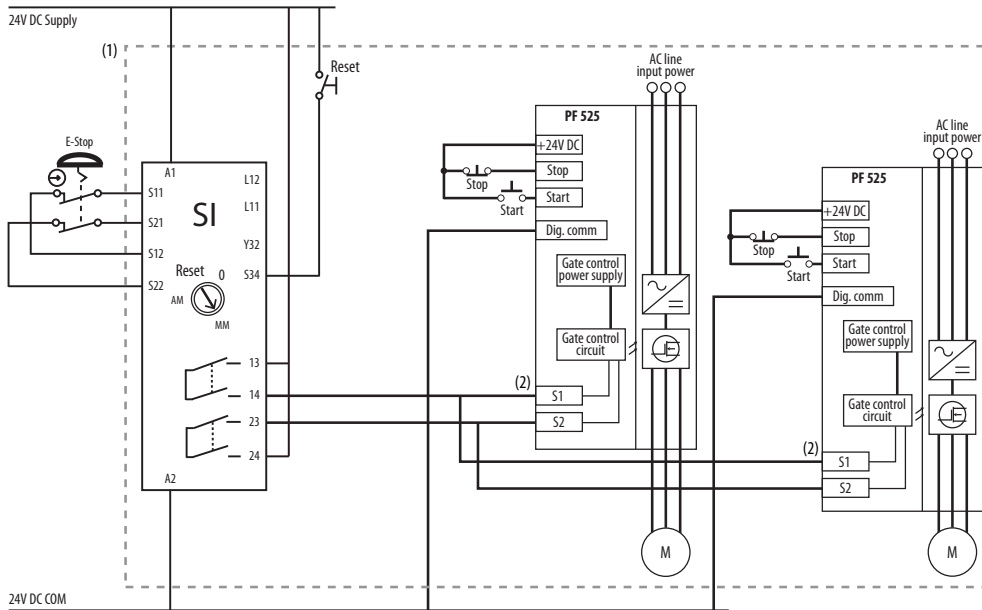 24V DC Supply
(1)
Reset
E-Stop
A1
S11
S21
S12
S22
SI
L12
L11
Y32
S34
Reset
0
AM
MM
13
14
23
24
A2
24V DC COM
AC line
input power
PF 525
+24V DC
Stop
Stop
Start
Start
Dig. comm
Gate control
power supply
Gate control
circuit
(2)
S1
S2
M
AC line
input power
PF 525
+24V DC
Stop
Stop
Start
Start
Dig. comm
Gate control
power supply
Gate control
circuit
(2)
S1
S2
M